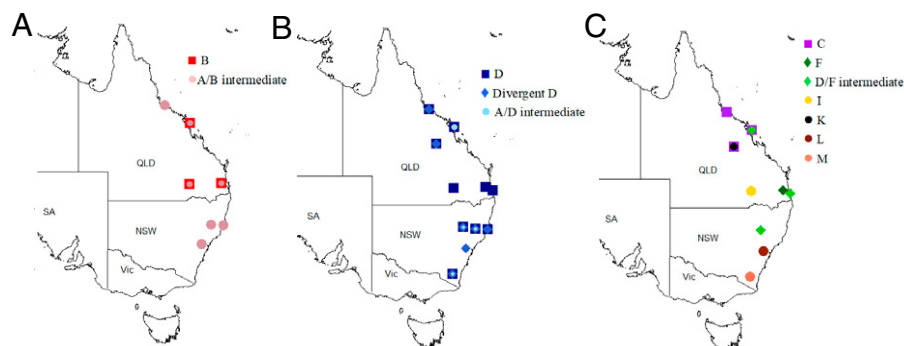 A
B
A/B intermediate
QLD
SA
NSW
Vic
B
D
Divergent D
A/D intermediate
QLD
SA
NSW
Vic
C
C
F
D/F intermediate
I
K
L
M
QLD
SA
NSW
Vic